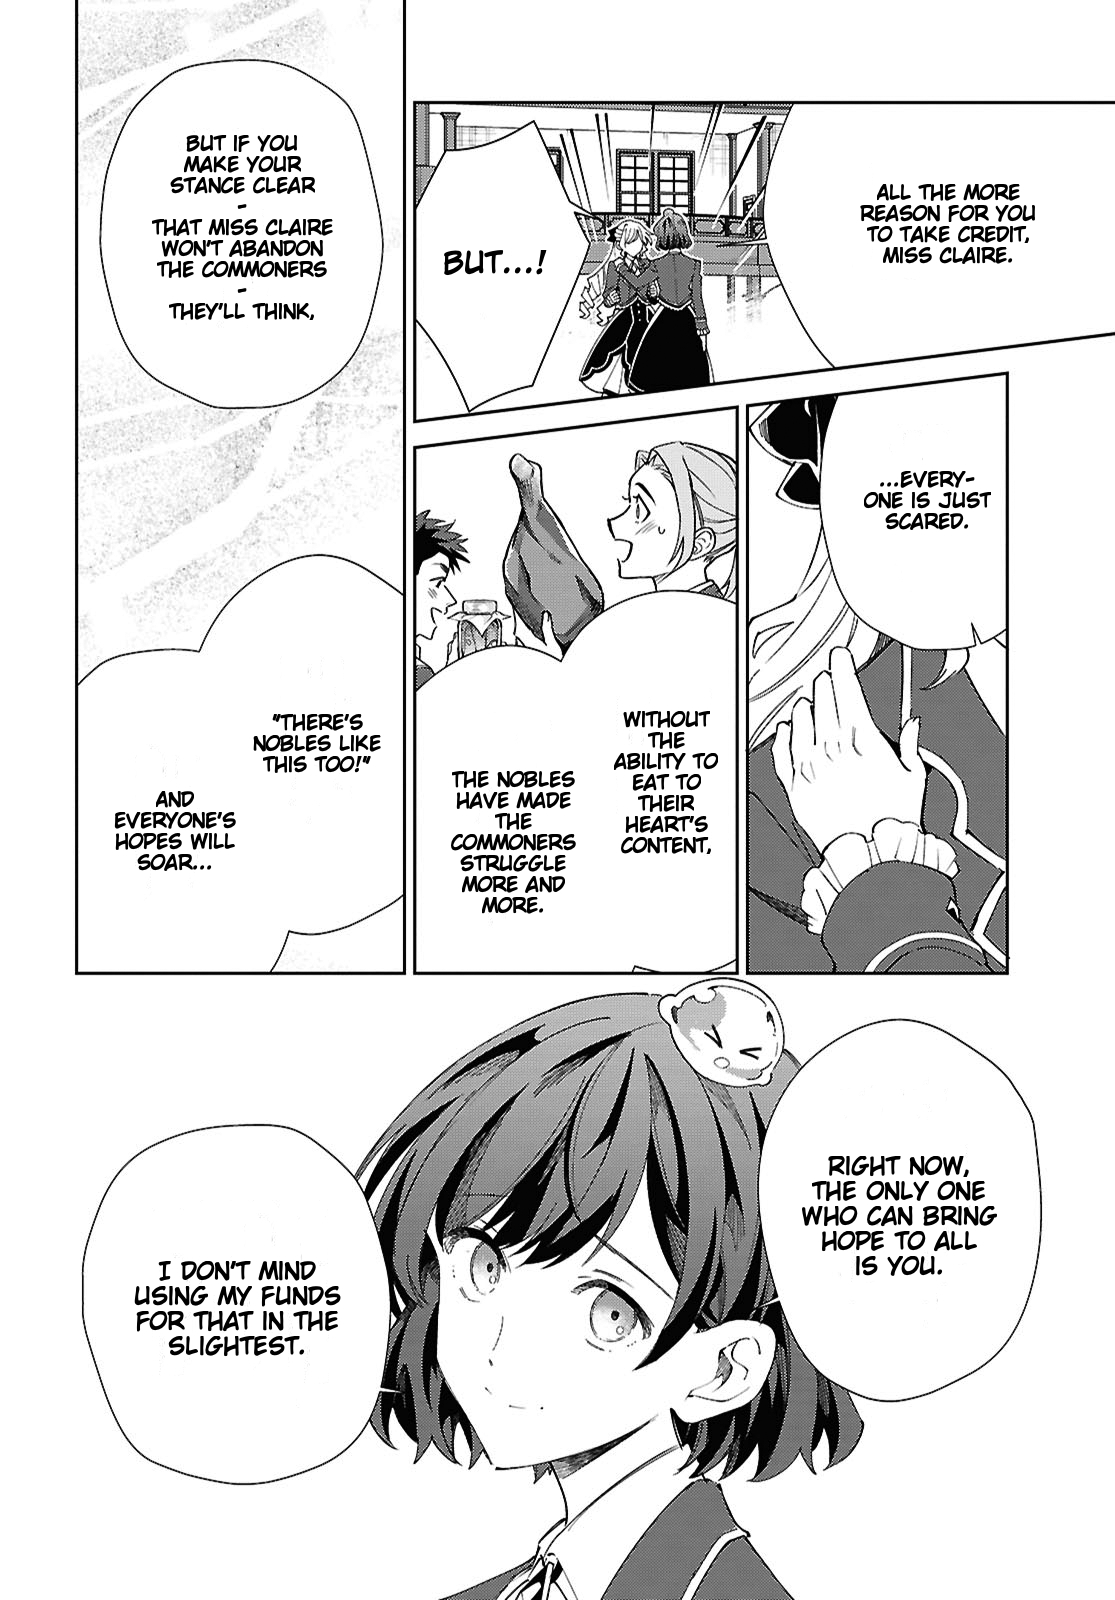 ALL THE MORE
REASON FOR YOU
TO TAKE CREDIT,
MISS CLAIRE.
BUT...!
...EVERY-
ONE IS JUST
SCARED.
WITHOUT
THE
ABILITY TO
EAT TO
THEIR
HEART'S
CONTENT,
THE NOBLES
HAVE MADE
THE
COMMONERS
STRUGGLE
MORE AND
MORE.
BUT IF YOU
MAKE YOUR
STANCE CLEAR
-
THAT MISS CLAIRE
WON'T ABANDON
THE COMMONERS
-
THEY'LL THINK,
"THERE'S
NOBLES LIKE
THIS TOO!"
AND
EVERYONE'S
HOPES WILL
SOAR...
RIGHT NOW,
THE ONLY ONE
WHO CAN BRING
HOPE TO ALL
IS YOU.
I DON'T MIND
USING MY FUNDS
FOR THAT IN THE
SLIGHTEST.